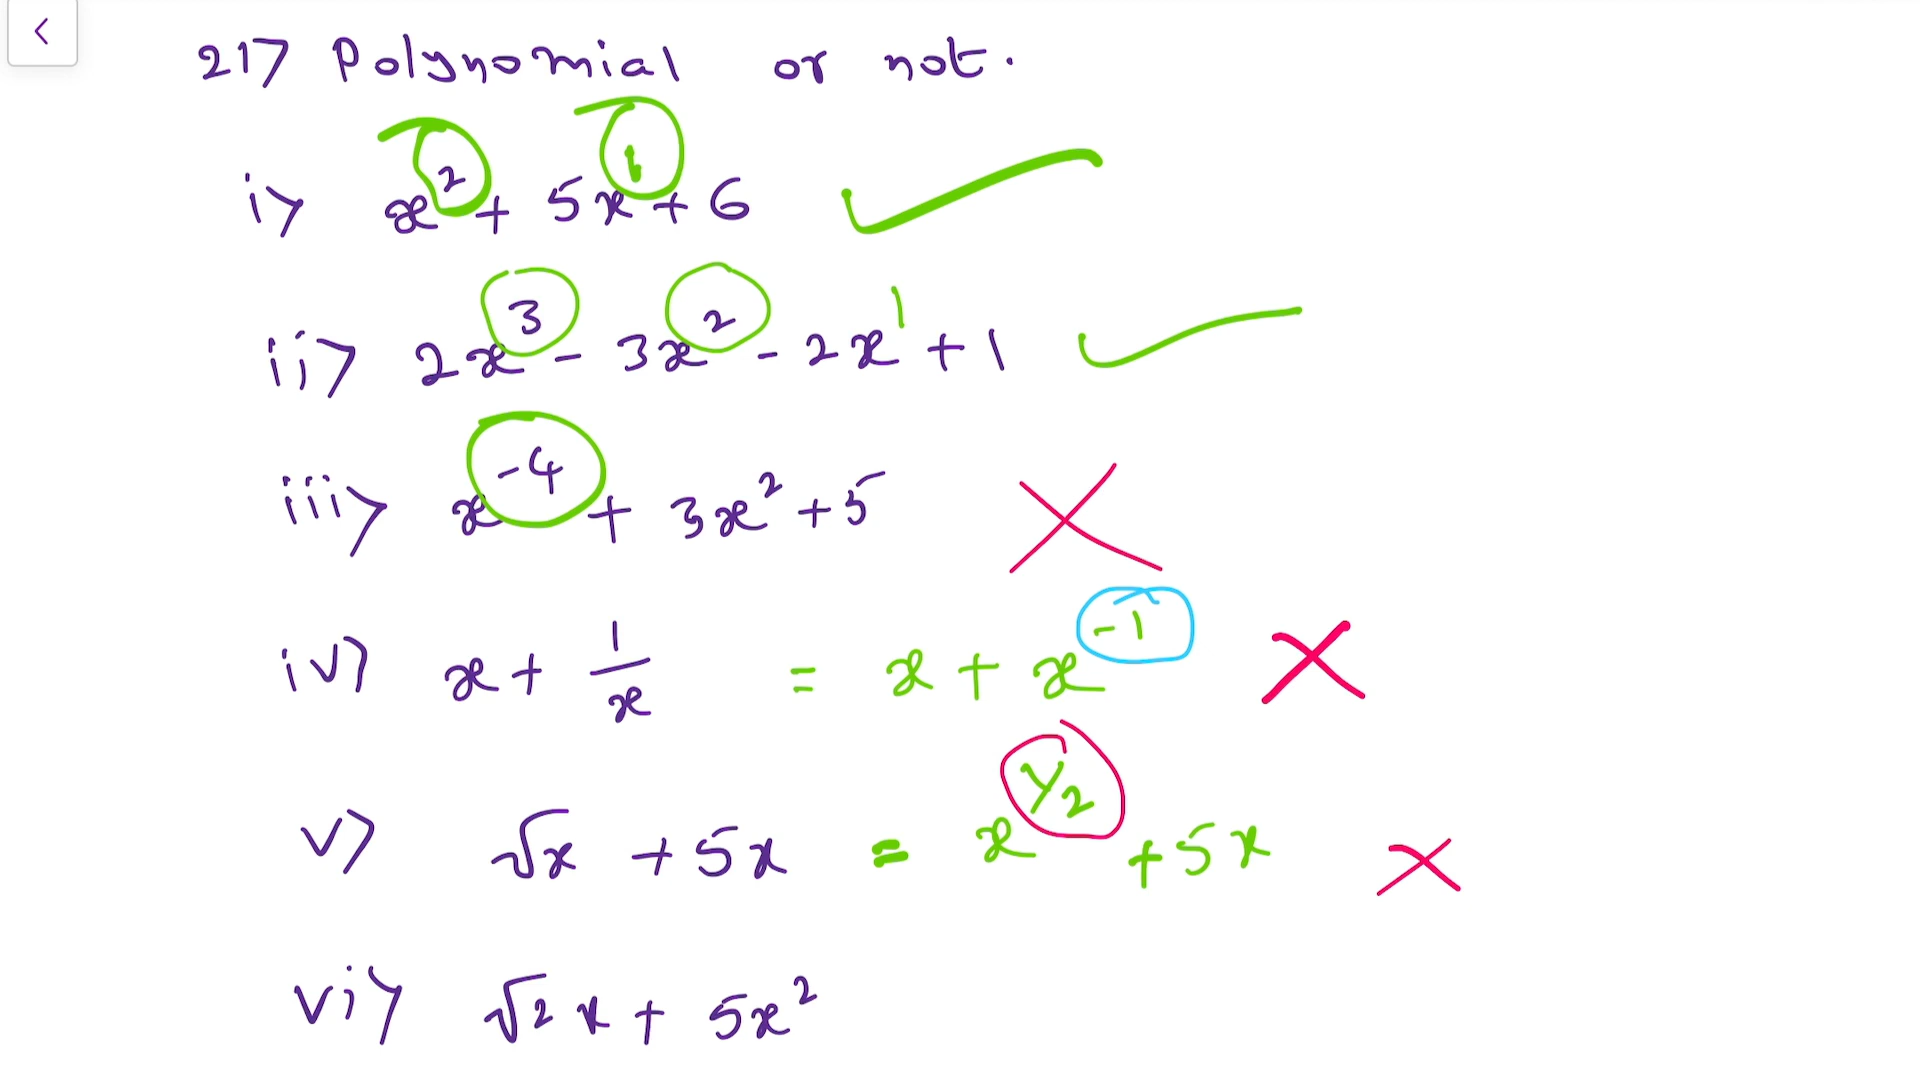 217 Polynomial or not.
i> x² + 5x¹ + 6
ii> 2x³ - 3x² - 2x¹ + 1
iii> x⁻⁴ + 3x² + 5
iv> x + 1/x = x + x⁻¹
v> √x + 5x = x^(1/2) + 5x
vi> √2 x + 5x²